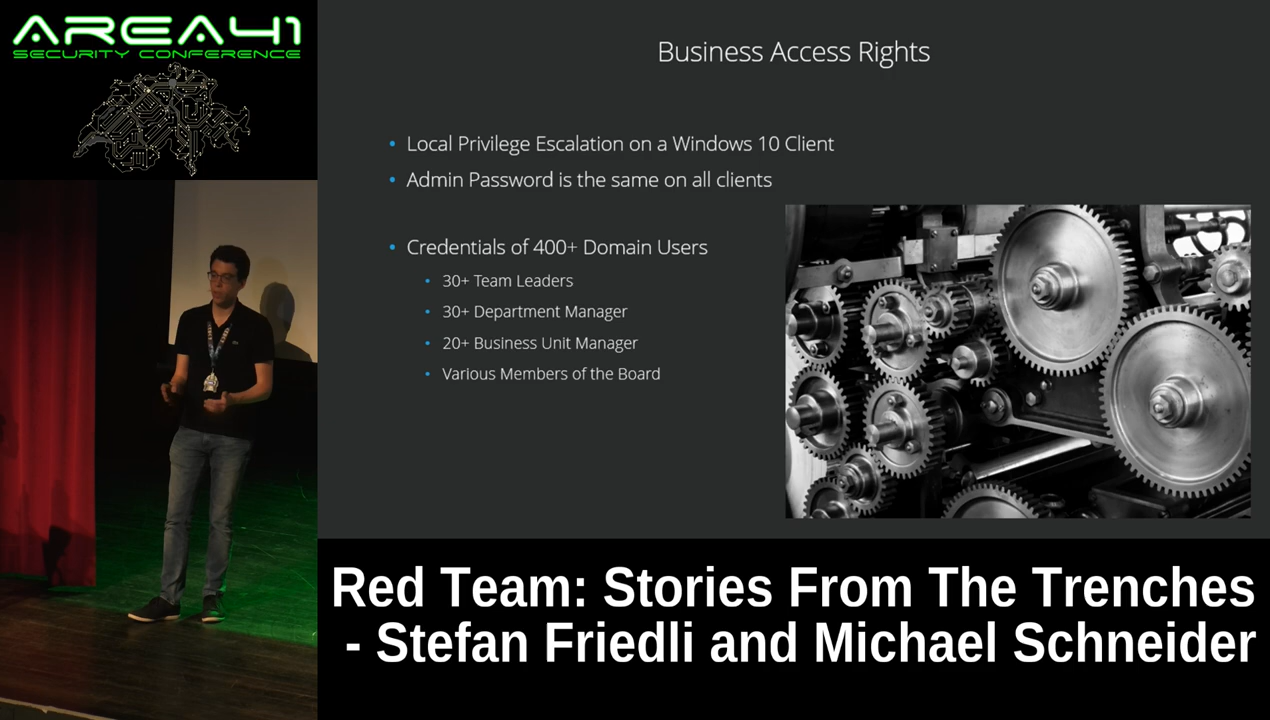 AREA41
SECURITY CONFERENCE
Business Access Rights
• Local Privilege Escalation on a Windows 10 Client
• Admin Password is the same on all clients
• Credentials of 400+ Domain Users
• 30+ Team Leaders
• 30+ Department Manager
• 20+ Business Unit Manager
• Various Members of the Board
Red Team: Stories From The Trenches
- Stefan Friedli and Michael Schneider